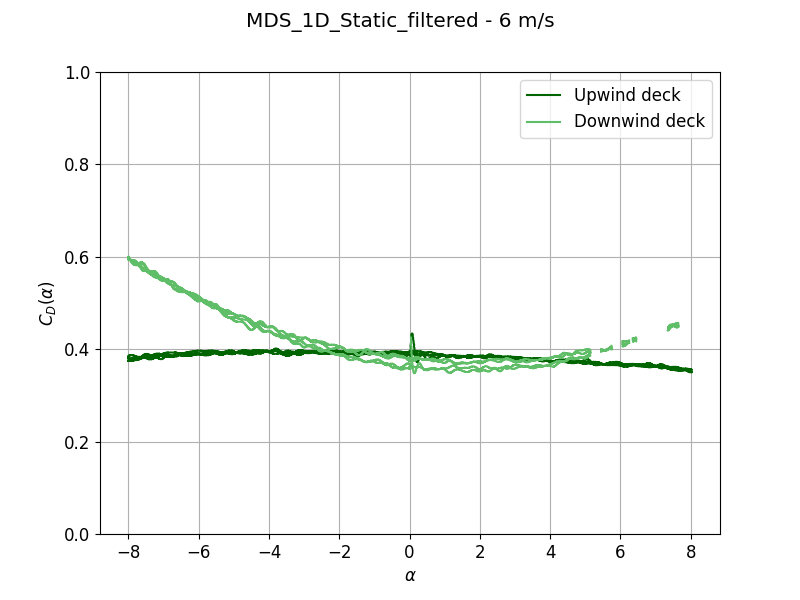 MDS_1D_Static_filtered - 6 m/s
Upwind deck
Downwind deck
1.0
0.8
0.6
0.4
0.2
0.0
C_D(α)
−8 −6 −4 −2 0 2 4 6 8
α